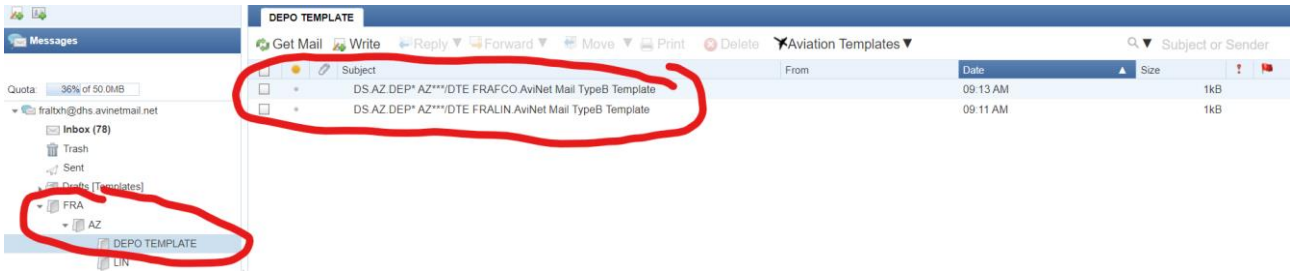 DEPO TEMPLATE
Messages
Get Mail Write Reply ▼ Forward ▼ Move ▼ Print Delete Aviation Templates ▼ Subject or Sender
Subject From Date ▲ Size !
Quota: 36% of 50.0MB
DS.AZ.DEP* AZ***/DTE FRAFCO.AviNet Mail TypeB Template 09:13 AM 1kB
DS.AZ.DEP* AZ***/DTE FRALIN.AviNet Mail TypeB Template 09:11 AM 1kB
fraltxh@dhs.avinetmail.net
Inbox (78)
Trash
Sent
Drafts [Templates]
FRA
AZ
DEPO TEMPLATE
LIN